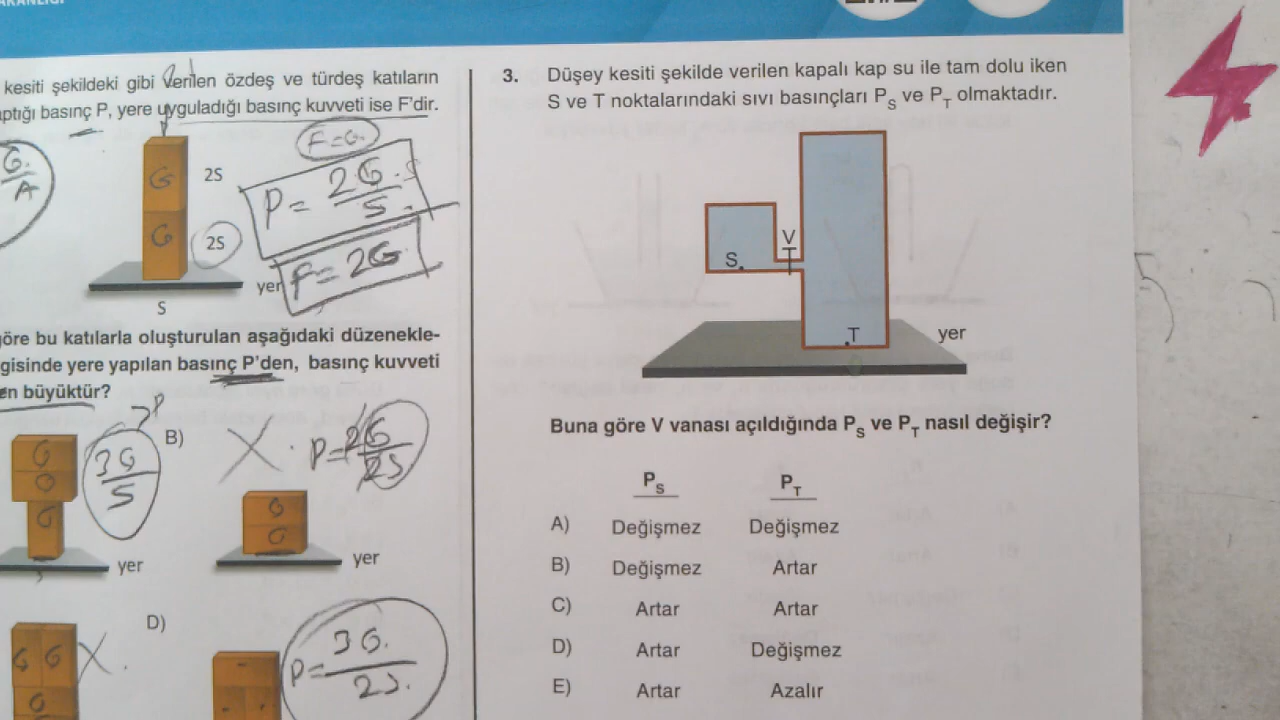 kesiti şekildeki gibi verilen özdeş ve türdeş katıların
yaptığı basınç P, yere uyguladığı basınç kuvveti ise F'dir.
G
A
F=G
G
2S
P = 2G / S
G
2S
F = 2G
yer
S
göre bu katılarla oluşturulan aşağıdaki düzenekle-
gisinde yere yapılan basınç P'den, basınç kuvveti
en büyüktür?
>P
G
G
G
3G / S
yer
B)
X
P = 2G / 2S
G
G
yer
G G
G
X
D)
P = 3G / 2S
3. Düşey kesiti şekilde verilen kapalı kap su ile tam dolu iken
S ve T noktalarındaki sıvı basınçları PS ve PT olmaktadır.
V
S
T
yer
Buna göre V vanası açıldığında PS ve PT nasıl değişir?
PS PT
A) Değişmez Değişmez
B) Değişmez Artar
C) Artar Artar
D) Artar Değişmez
E) Artar Azalır